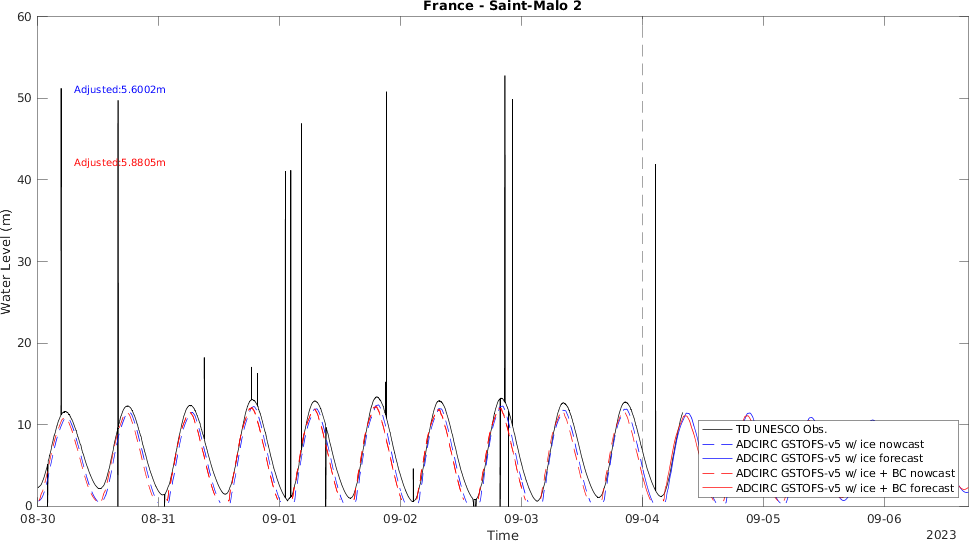 France - Saint-Malo 2
60
50
40
30
20
10
0
Water Level (m)
Adjusted:5.6002m
Adjusted:5.8805m
TD UNESCO Obs.
ADCIRC GSTOFS-v5 w/ ice nowcast
ADCIRC GSTOFS-v5 w/ ice forecast
ADCIRC GSTOFS-v5 w/ ice + BC nowcast
ADCIRC GSTOFS-v5 w/ ice + BC forecast
08-30 08-31 09-01 09-02 09-03 09-04 09-05 09-06
Time
2023